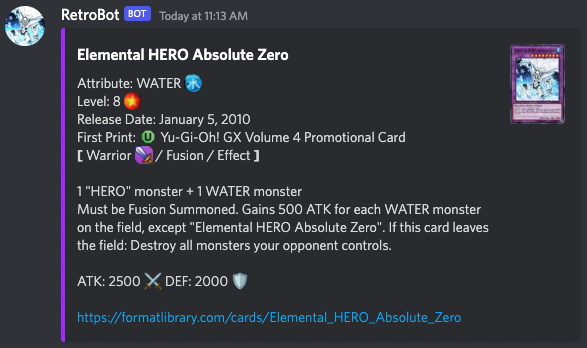 RetroBot BOT Today at 11:13 AM
Elemental HERO Absolute Zero
Attribute: WATER
Level: 8
Release Date: January 5, 2010
First Print: U Yu-Gi-Oh! GX Volume 4 Promotional Card
[ Warrior / Fusion / Effect ]
1 "HERO" monster + 1 WATER monster
Must be Fusion Summoned. Gains 500 ATK for each WATER monster
on the field, except "Elemental HERO Absolute Zero". If this card leaves
the field: Destroy all monsters your opponent controls.
ATK: 2500 DEF: 2000
https://formatlibrary.com/cards/Elemental_HERO_Absolute_Zero